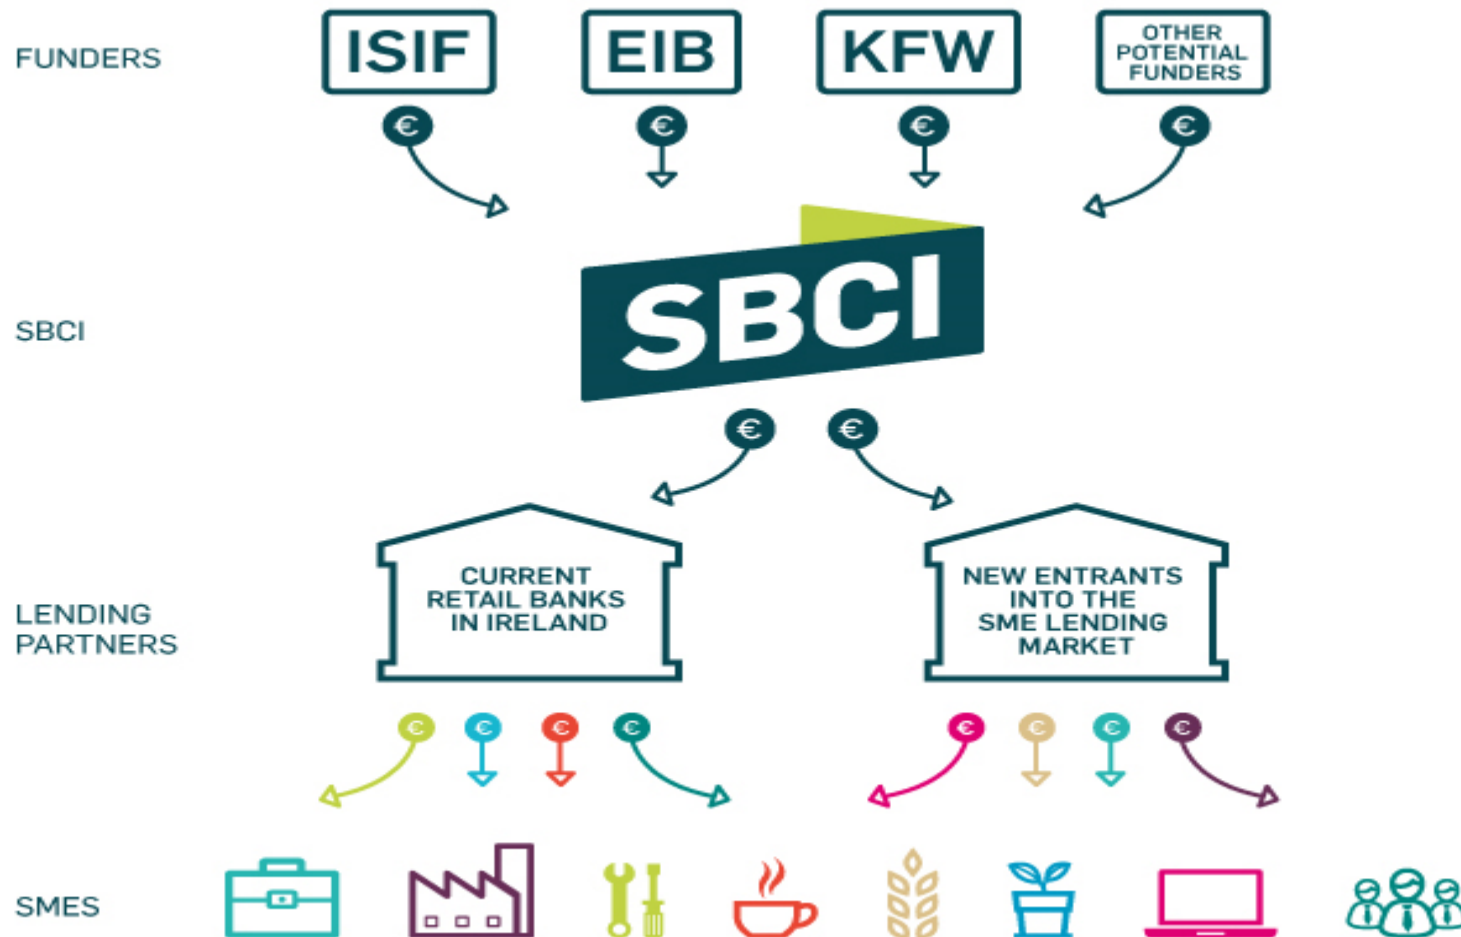 FUNDERS
ISIF
EIB
KFW
OTHER
POTENTIAL
FUNDERS
€
€
€
€
SBCI
SBCI
€
€
LENDING
PARTNERS
CURRENT
RETAIL BANKS
IN IRELAND
NEW ENTRANTS
INTO THE
SME LENDING
MARKET
€
€
€
€
€
€
€
€
SMES